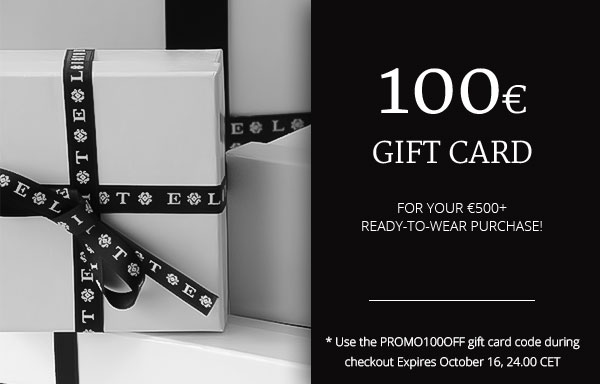 100€
GIFT CARD
FOR YOUR €500+
READY-TO-WEAR PURCHASE!
* Use the PROMO100OFF gift card code during
checkout Expires October 16, 24.00 CET